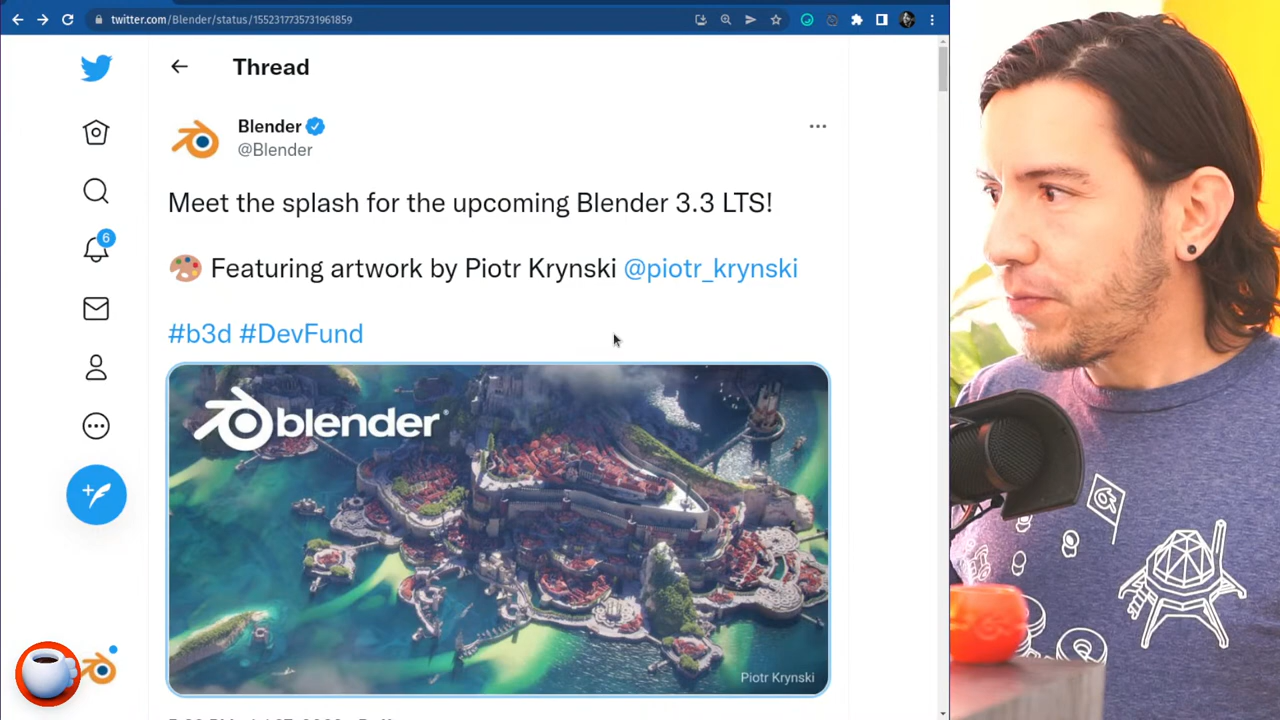 twitter.com/Blender/status/1552317735731961859
Thread
Blender
@Blender
Meet the splash for the upcoming Blender 3.3 LTS!
🎨 Featuring artwork by Piotr Krynski @piotr_krynski
#b3d #DevFund
6
blender
Piotr Krynski